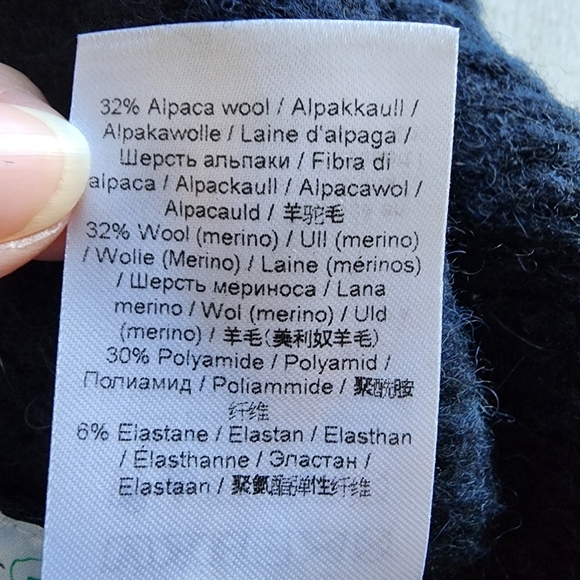 32% Alpaca wool / Alpakkaull /
Alpakawolle / Laine d'alpaga /
Шерсть альпаки / Fibra di
alpaca / Alpackaull / Alpacawol /
Alpacauld / 羊驼毛
32% Wool (merino) / Ull (merino)
/ Wolle (Merino) / Laine (mérinos)
/ Шерсть мериноса / Lana
merino / Wol (merino) / Uld
(merino) / 羊毛(美利奴羊毛)
30% Polyamide / Polyamid /
Полиамид / Poliammide / 聚酰胺
纤维
6% Elastane / Elastan / Elasthan
/ Élasthanne / Эластан /
Elastaan / 聚氨酯弹性纤维